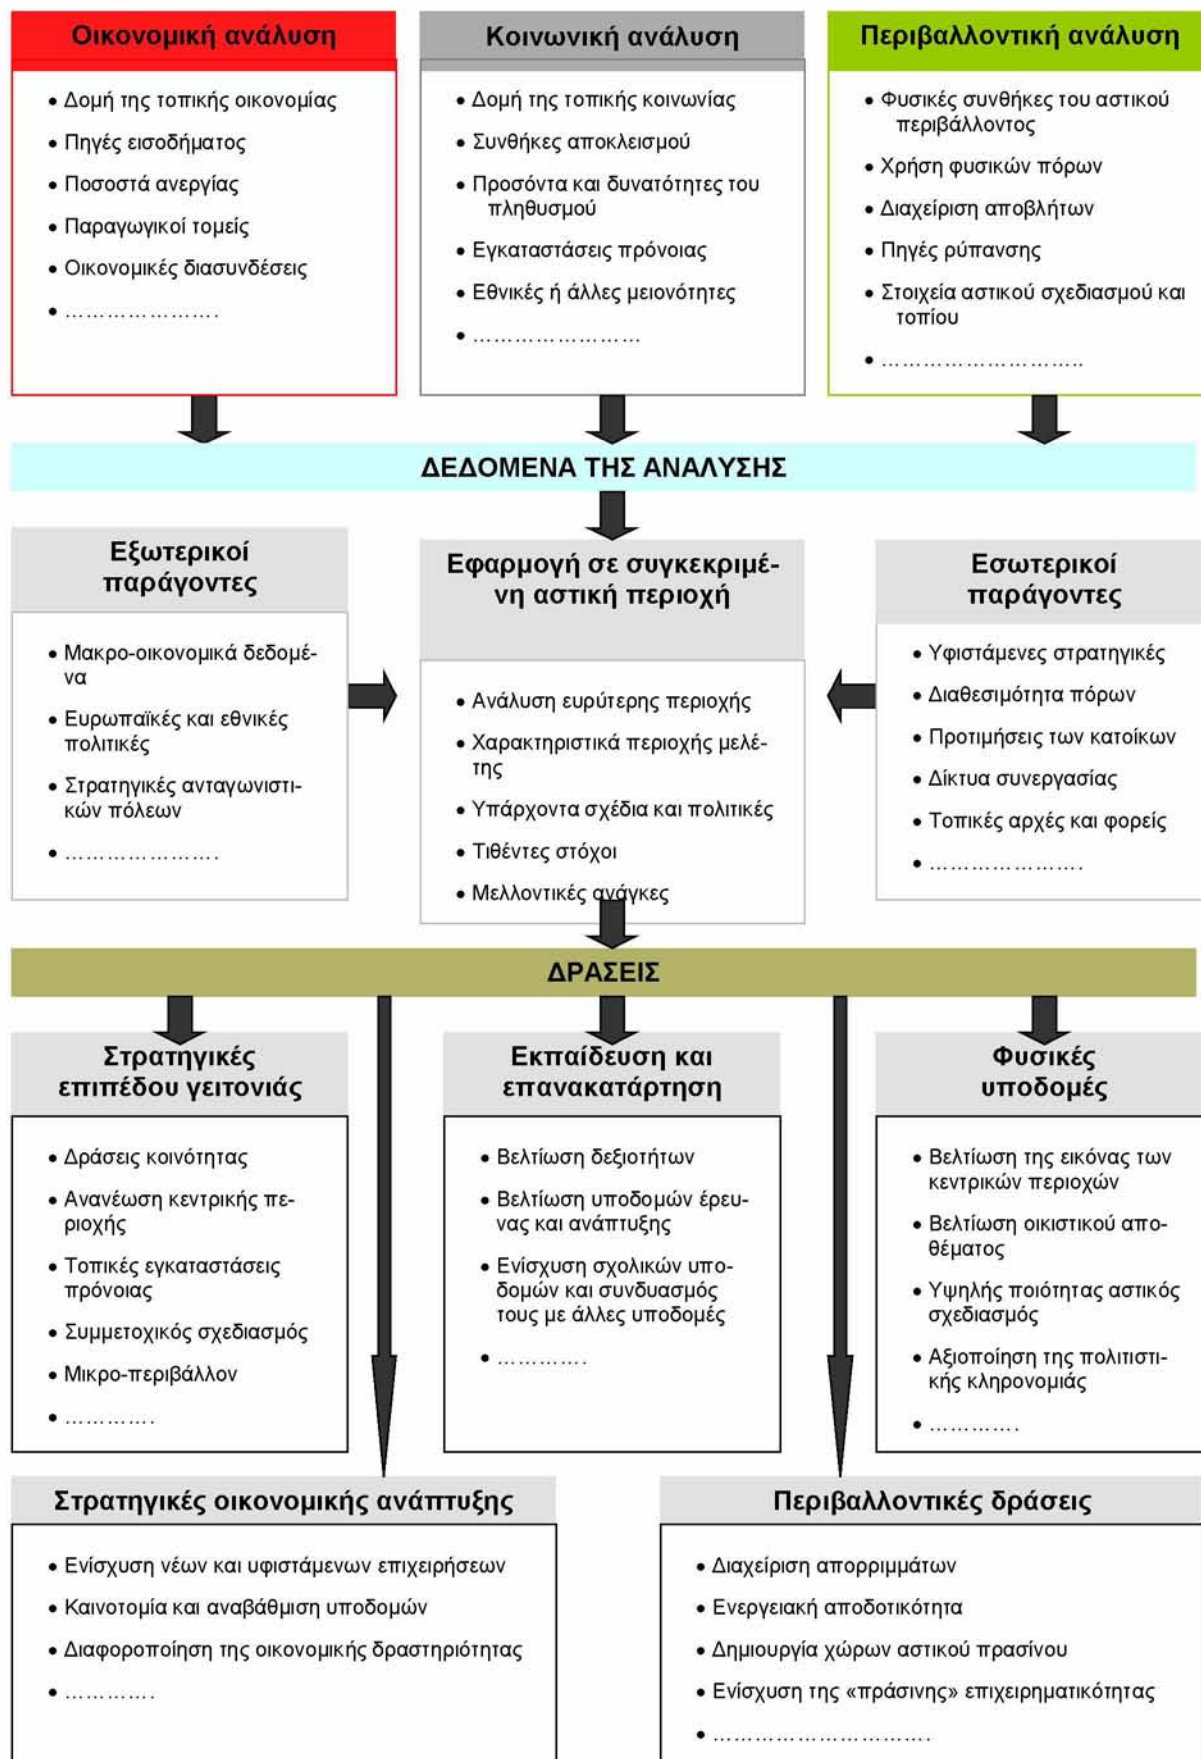 Οικονομική ανάλυση
• Δομή της τοπικής οικονομίας
• Πηγές εισοδήματος
• Ποσοστά ανεργίας
• Παραγωγικοί τομείς
• Οικονομικές διασυνδέσεις
• ………………….
Κοινωνική ανάλυση
• Δομή της τοπικής κοινωνίας
• Συνθήκες αποκλεισμού
• Προσόντα και δυνατότητες του
πληθυσμού
• Εγκαταστάσεις πρόνοιας
• Εθνικές ή άλλες μειονότητες
• ……………………
Περιβαλλοντική ανάλυση
• Φυσικές συνθήκες του αστικού
περιβάλλοντος
• Χρήση φυσικών πόρων
• Διαχείριση αποβλήτων
• Πηγές ρύπανσης
• Στοιχεία αστικού σχεδιασμού και
τοπίου
• ………………………..
ΔΕΔΟΜΕΝΑ ΤΗΣ ΑΝΑΛΥΣΗΣ
Εξωτερικοί
παράγοντες
• Μακρο-οικονομικά δεδομέ-
να
• Ευρωπαϊκές και εθνικές
πολιτικές
• Στρατηγικές ανταγωνιστι-
κών πόλεων
• ………………….
Εφαρμογή σε συγκεκριμέ-
νη αστική περιοχή
• Ανάλυση ευρύτερης περιοχής
• Χαρακτηριστικά περιοχής μελέ-
της
• Υπάρχοντα σχέδια και πολιτικές
• Τιθέντες στόχοι
• Μελλοντικές ανάγκες
Εσωτερικοί
παράγοντες
• Υφιστάμενες στρατηγικές
• Διαθεσιμότητα πόρων
• Προτιμήσεις των κατοίκων
• Δίκτυα συνεργασίας
• Τοπικές αρχές και φορείς
• ………………….
ΔΡΑΣΕΙΣ
Στρατηγικές
επιπέδου γειτονιάς
• Δράσεις κοινότητας
• Ανανέωση κεντρικής πε-
ριοχής
• Τοπικές εγκαταστάσεις
πρόνοιας
• Συμμετοχικός σχεδιασμός
• Μικρο-περιβάλλον
• ………….
Εκπαίδευση και
επανακατάρτηση
• Βελτίωση δεξιοτήτων
• Βελτίωση υποδομών έρευ-
νας και ανάπτυξης
• Ενίσχυση σχολικών υπο-
δομών και συνδυασμός
τους με άλλες υποδομές
• ………….
Φυσικές
υποδομές
• Βελτίωση της εικόνας των
κεντρικών περιοχών
• Βελτίωση οικιστικού απο-
θέματος
• Υψηλής ποιότητας αστικός
σχεδιασμός
• Αξιοποίηση της πολιτιστι-
κής κληρονομιάς
• ………….
Στρατηγικές οικονομικής ανάπτυξης
• Ενίσχυση νέων και υφιστάμενων επιχειρήσεων
• Καινοτομία και αναβάθμιση υποδομών
• Διαφοροποίηση της οικονομικής δραστηριότητας
• ………….
Περιβαλλοντικές δράσεις
• Διαχείριση απορριμμάτων
• Ενεργειακή αποδοτικότητα
• Δημιουργία χώρων αστικού πρασίνου
• Ενίσχυση της «πράσινης» επιχειρηματικότητας
• ………………………….